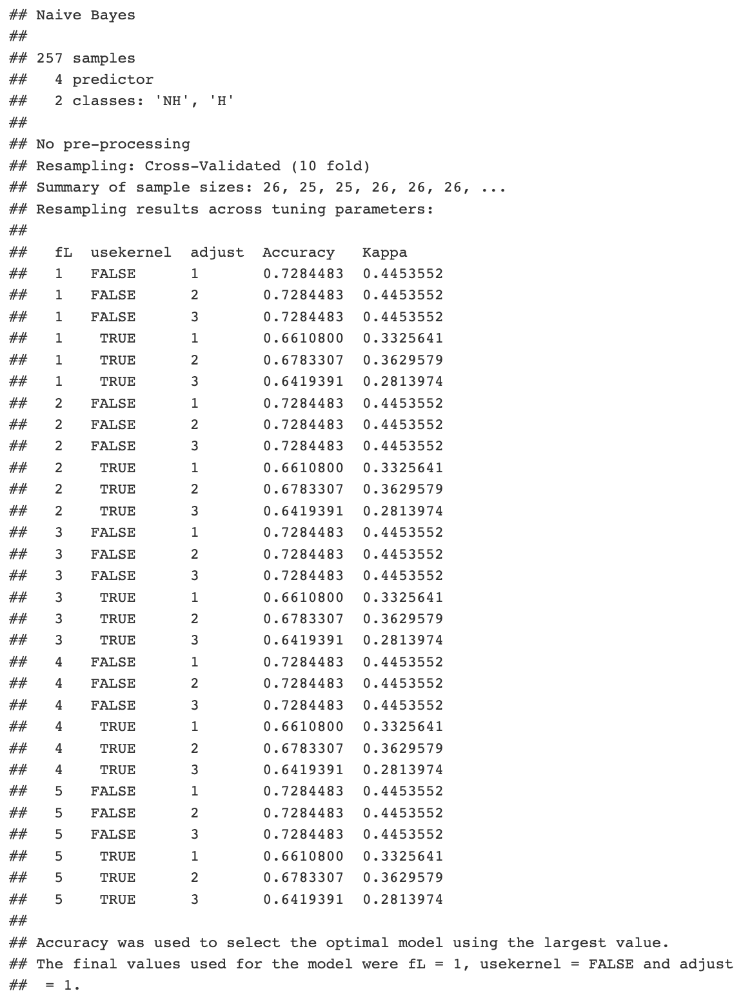 ## Naive Bayes
##
## 257 samples
##   4 predictor
##   2 classes: 'NH', 'H'
##
## No pre-processing
## Resampling: Cross-Validated (10 fold)
## Summary of sample sizes: 26, 25, 25, 26, 26, 26, ...
## Resampling results across tuning parameters:
##
##   fL  usekernel  adjust  Accuracy   Kappa
##   1   FALSE      1       0.7284483  0.4453552
##   1   FALSE      2       0.7284483  0.4453552
##   1   FALSE      3       0.7284483  0.4453552
##   1    TRUE      1       0.6610800  0.3325641
##   1    TRUE      2       0.6783307  0.3629579
##   1    TRUE      3       0.6419391  0.2813974
##   2   FALSE      1       0.7284483  0.4453552
##   2   FALSE      2       0.7284483  0.4453552
##   2   FALSE      3       0.7284483  0.4453552
##   2    TRUE      1       0.6610800  0.3325641
##   2    TRUE      2       0.6783307  0.3629579
##   2    TRUE      3       0.6419391  0.2813974
##   3   FALSE      1       0.7284483  0.4453552
##   3   FALSE      2       0.7284483  0.4453552
##   3   FALSE      3       0.7284483  0.4453552
##   3    TRUE      1       0.6610800  0.3325641
##   3    TRUE      2       0.6783307  0.3629579
##   3    TRUE      3       0.6419391  0.2813974
##   4   FALSE      1       0.7284483  0.4453552
##   4   FALSE      2       0.7284483  0.4453552
##   4   FALSE      3       0.7284483  0.4453552
##   4    TRUE      1       0.6610800  0.3325641
##   4    TRUE      2       0.6783307  0.3629579
##   4    TRUE      3       0.6419391  0.2813974
##   5   FALSE      1       0.7284483  0.4453552
##   5   FALSE      2       0.7284483  0.4453552
##   5   FALSE      3       0.7284483  0.4453552
##   5    TRUE      1       0.6610800  0.3325641
##   5    TRUE      2       0.6783307  0.3629579
##   5    TRUE      3       0.6419391  0.2813974
##
## Accuracy was used to select the optimal model using the largest value.
## The final values used for the model were fL = 1, usekernel = FALSE and adjust
##  = 1.